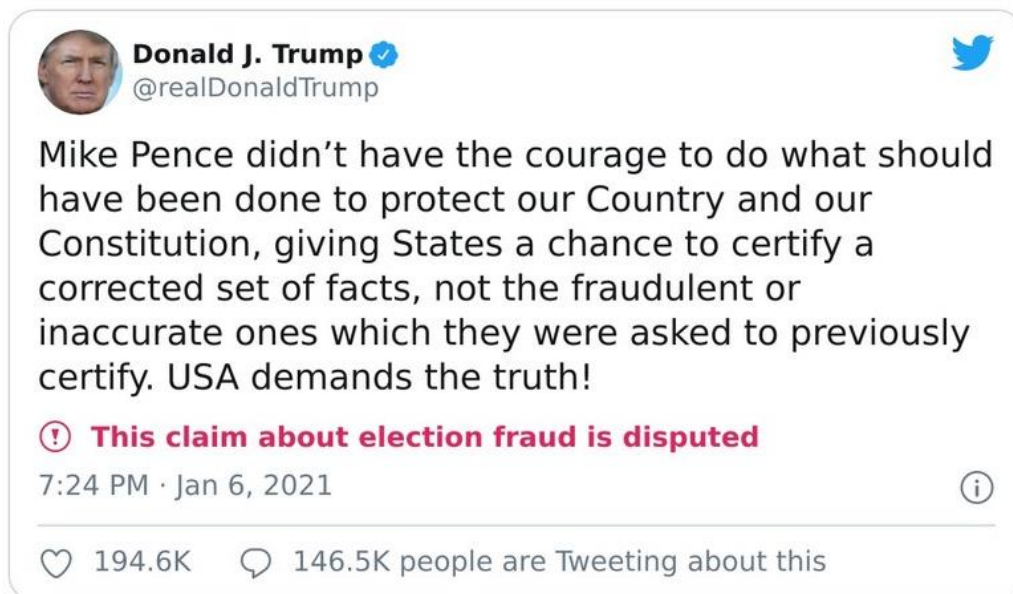 Donald J. Trump
@realDonaldTrump
Mike Pence didn’t have the courage to do what should
have been done to protect our Country and our
Constitution, giving States a chance to certify a
corrected set of facts, not the fraudulent or
inaccurate ones which they were asked to previously
certify. USA demands the truth!
This claim about election fraud is disputed
7:24 PM · Jan 6, 2021
194.6K 146.5K people are Tweeting about this